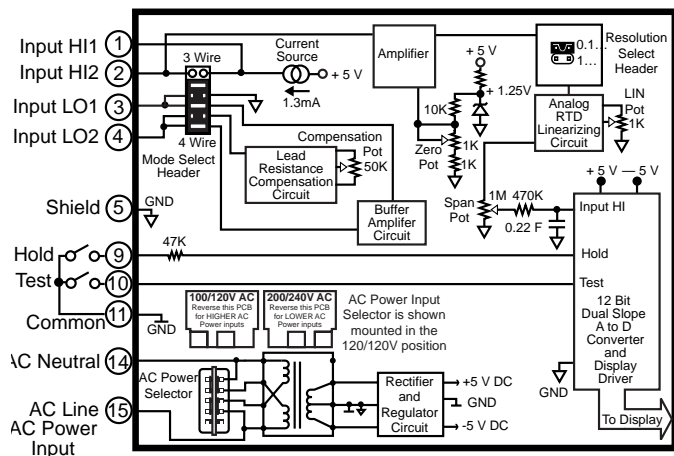 Input HI1 1
Input HI2 2
Input LO1 3
Input LO2 4
Shield 5
GND
Hold 9
Test 10
Common 11
GND
AC Neutral 14
AC Line 15
AC Power
Input
3 Wire
4 Wire
Mode Select
Header
Current
Source
+ 5 V
1.3mA
Lead
Resistance
Compensation
Circuit
Compensation
Pot
50K
Amplifier
Buffer
Amplifer
Circuit
+ 5 V
+ 1.25V
10K
Zero
Pot
1K
1K
Resolution
Select
Header
0.1...
1...
Analog
RTD
Linearizing
Circuit
LIN
Pot
1K
Span
Pot
1M
470K
0.22 F
+ 5 V — 5 V
Input HI
Hold
Test
12 Bit
Dual Slope
A to D
Converter
and
Display
Driver
GND
To Display
47K
100/120V AC
Reverse this PCB
for HIGHER AC
Power inputs
200/240V AC
Reverse this PCB
for LOWER AC
Power inputs
AC Power Input
Selector is shown
mounted in the
120/120V position
AC Power
Selector
Rectifier
and
Regulator
Circuit
+5 V DC
GND
-5 V DC